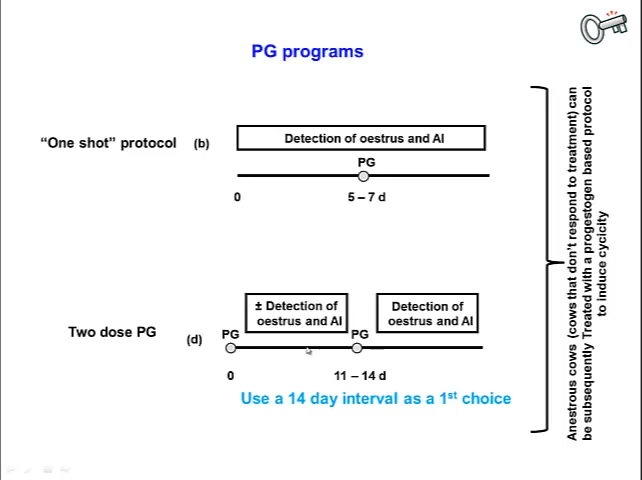 PG programs
“One shot” protocol (b)
Detection of oestrus and AI
PG
0 5 – 7 d
Two dose PG (d)
± Detection of
oestrus and AI
Detection of
oestrus and AI
PG PG
0 11 – 14 d
Use a 14 day interval as a 1st choice
Anestrous cows (cows that don’t respond to treatment) can
be subsequently Treated with a progestogen based protocol
to induce cycicity